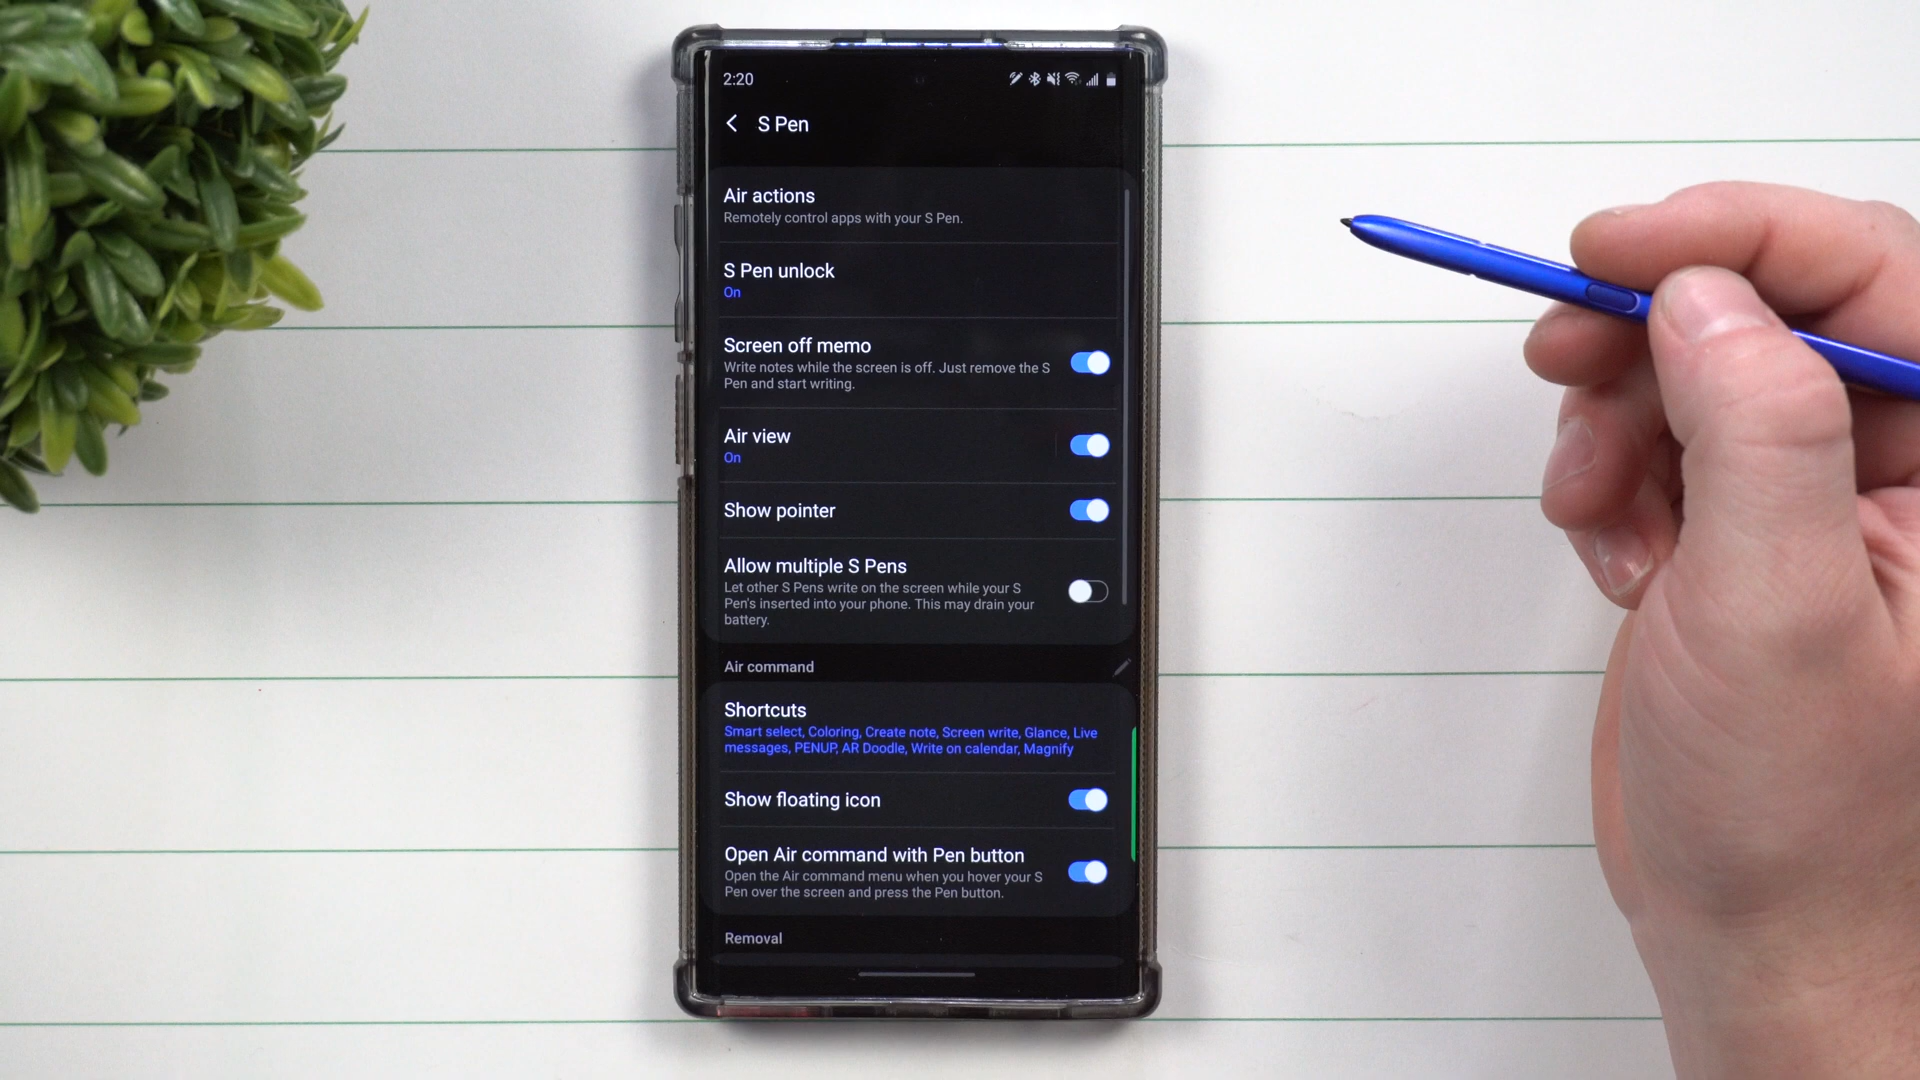 2:20
S Pen
Air actions
Remotely control apps with your S Pen.
S Pen unlock
On
Screen off memo
Write notes while the screen is off. Just remove the S
Pen and start writing.
Air view
On
Show pointer
Allow multiple S Pens
Let other S Pens write on the screen while your S
Pen's inserted into your phone. This may drain your
battery.
Air command
Shortcuts
Smart select, Coloring, Create note, Screen write, Glance, Live
messages, PENUP, AR Doodle, Write on calendar, Magnify
Show floating icon
Open Air command with Pen button
Open the Air command menu when you hover your S
Pen over the screen and press the Pen button.
Removal